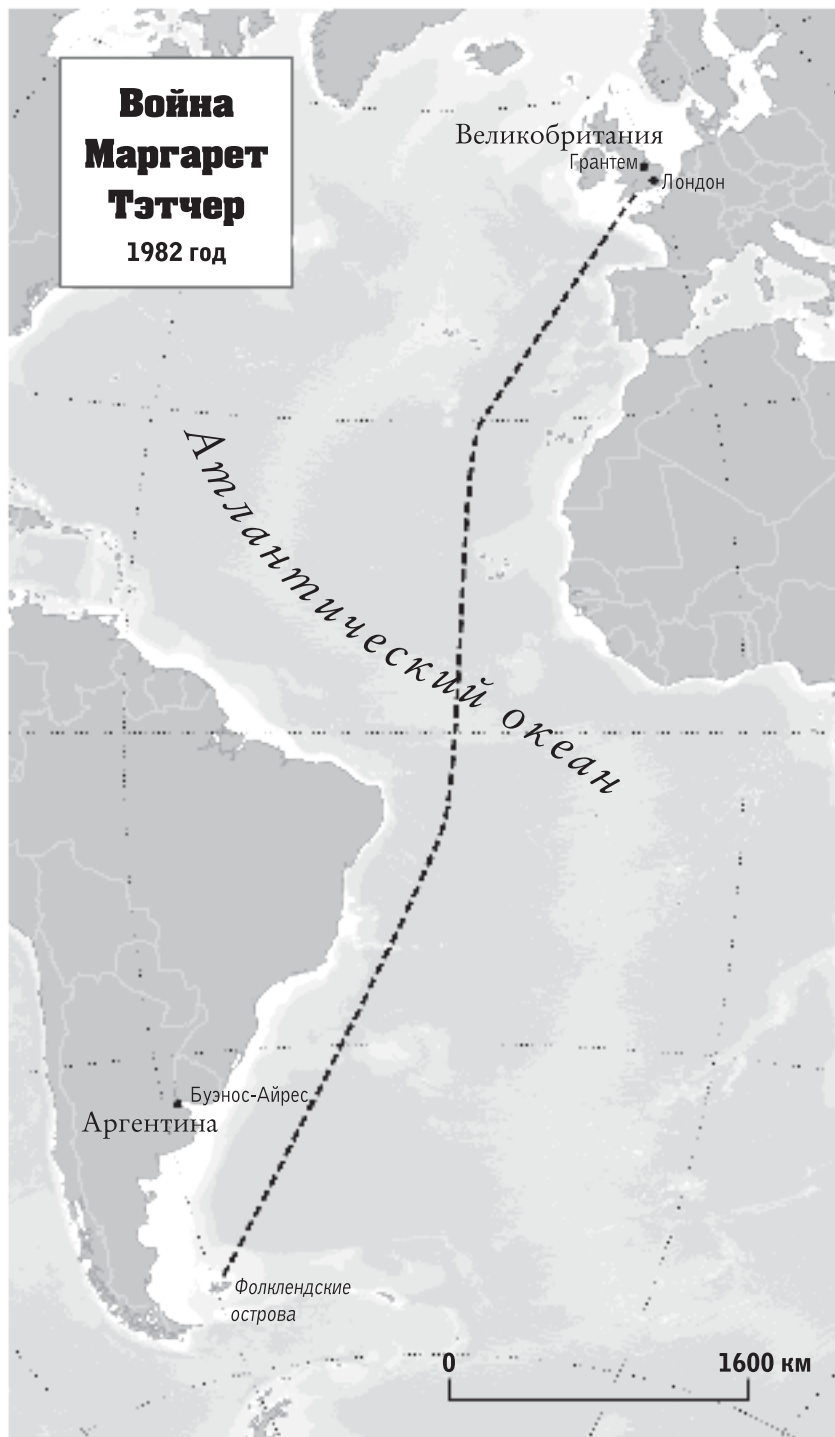 Война
Маргарет
Тэтчер
1982 год
Великобритания
Грантем
Лондон
Атлантический океан
Буэнос-Айрес
Аргентина
Фолклендские
острова
0
1600 км